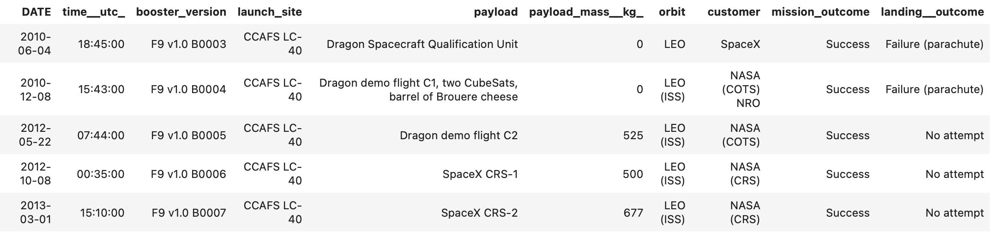 DATE time__utc_ booster_version launch_site payload payload_mass__kg_ orbit customer mission_outcome landing__outcome
2010-06-04 18:45:00 F9 v1.0 B0003 CCAFS LC-40 Dragon Spacecraft Qualification Unit 0 LEO SpaceX Success Failure (parachute)
2010-12-08 15:43:00 F9 v1.0 B0004 CCAFS LC-40 Dragon demo flight C1, two CubeSats, barrel of Brouere cheese 0 LEO (ISS) NASA (COTS) NRO Success Failure (parachute)
2012-05-22 07:44:00 F9 v1.0 B0005 CCAFS LC-40 Dragon demo flight C2 525 LEO (ISS) NASA (COTS) Success No attempt
2012-10-08 00:35:00 F9 v1.0 B0006 CCAFS LC-40 SpaceX CRS-1 500 LEO (ISS) NASA (CRS) Success No attempt
2013-03-01 15:10:00 F9 v1.0 B0007 CCAFS LC-40 SpaceX CRS-2 677 LEO (ISS) NASA (CRS) Success No attempt